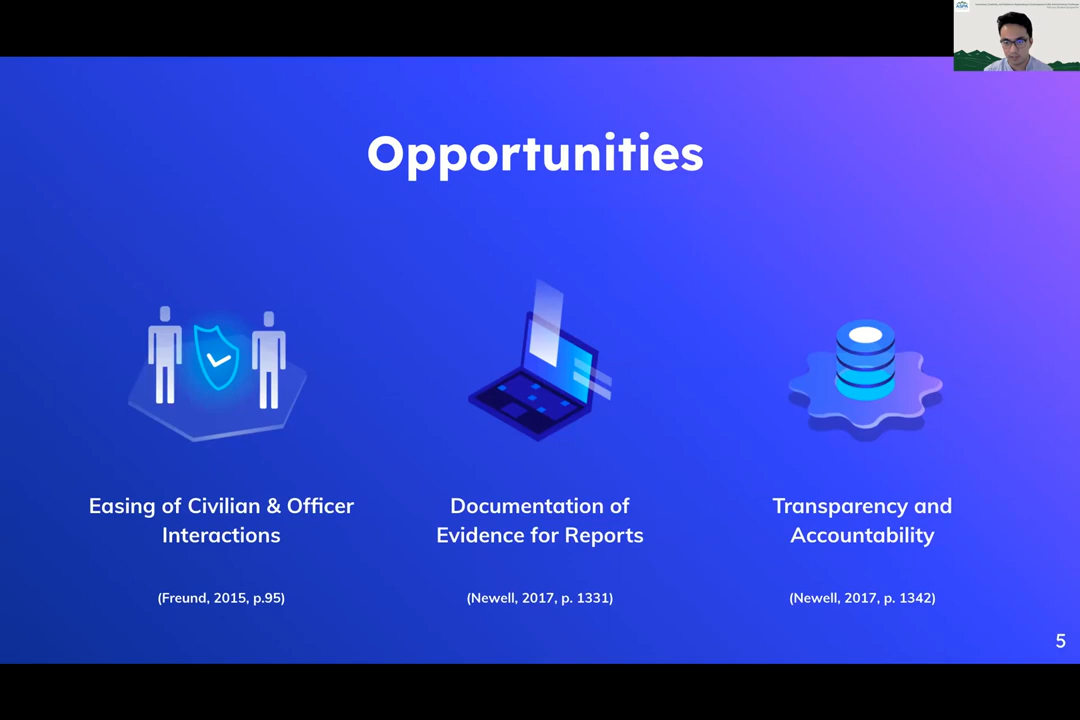 ASPA
Opportunities
Easing of Civilian & Officer
Interactions
(Freund, 2015, p.95)
Documentation of
Evidence for Reports
(Newell, 2017, p. 1331)
Transparency and
Accountability
(Newell, 2017, p. 1342)
5